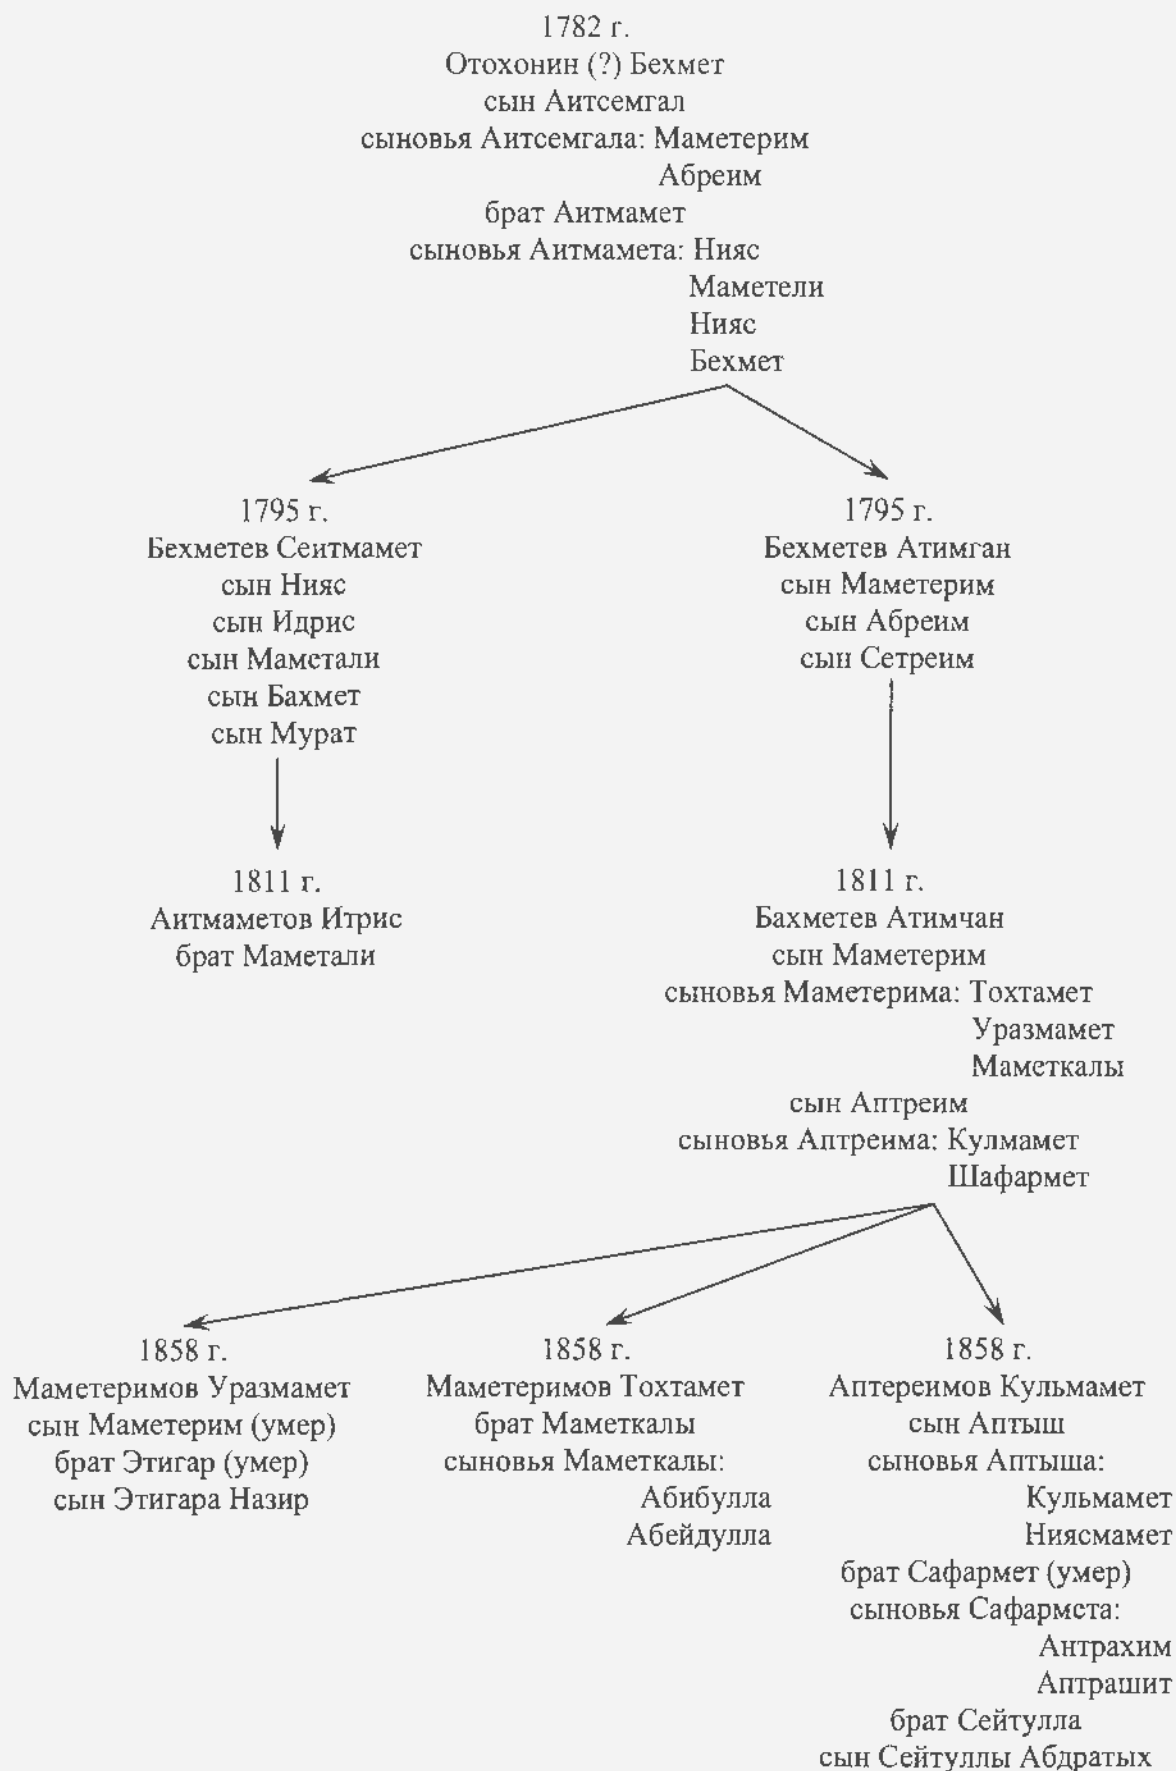 1782 г.
Отохонин (?) Бехмет
сын Аитсемгал
сыновья Аитсемгала: Маметерим
Абреим
брат Аитмамет
сыновья Аитмамета: Нияс
Маметели
Нияс
Бехмет
1795 г.
Бехметев Сеитмамет
сын Нияс
сын Идрис
сын Маметали
сын Бахмет
сын Мурат
1811 г.
Аитмаметов Итрис
брат Маметали
1795 г.
Бехметев Атимган
сын Маметерим
сын Абреим
сын Сетреим
1811 г.
Бахметев Атимчан
сын Маметерим
сыновья Маметерима: Тохтамет
Уразмамет
Маметкалы
сын Аптреим
сыновья Аптреима: Кулмамет
Шафармет
1858 г.
Маметеримов Уразмамет
сын Маметерим (умер)
брат Этигар (умер)
сын Этигара Назир
1858 г.
Маметеримов Тохтамет
брат Маметкалы
сыновья Маметкалы:
Абибулла
Абейдулла
1858 г.
Аптереимов Кульмамет
сын Аптыш
сыновья Аптыша:
Кульмамет
Ниясмамет
брат Сафармет (умер)
сыновья Сафармета:
Антрахим
Аптрашит
брат Сейтулла
сын Сейтуллы Абдратых